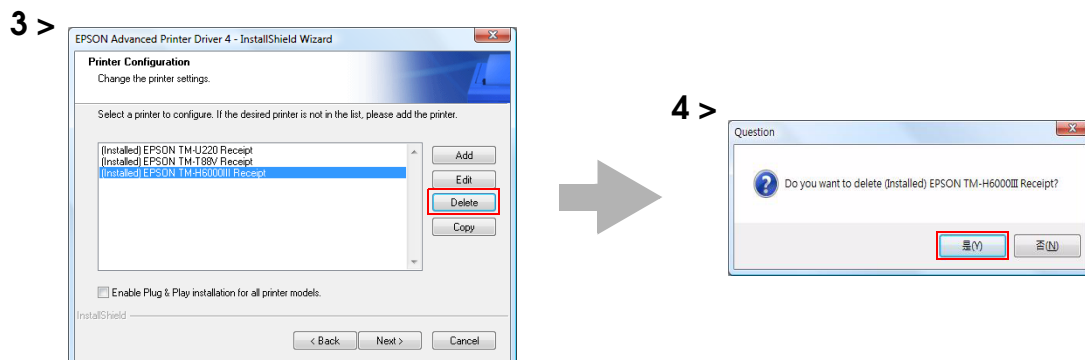 3 >
EPSON Advanced Printer Driver 4 - InstallShield Wizard
Printer Configuration
Change the printer settings.
Select a printer to configure. If the desired printer is not in the list, please add the printer.
(Installed) EPSON TM-U220 Receipt
(Installed) EPSON TM-T88V Receipt
(Installed) EPSON TM-H6000III Receipt
Add
Edit
Delete
Copy
Enable Plug & Play installation for all printer models.
InstallShield
< Back
Next >
Cancel
4 >
Question
Do you want to delete (Installed) EPSON TM-H6000III Receipt?
是(Y)
否(N)